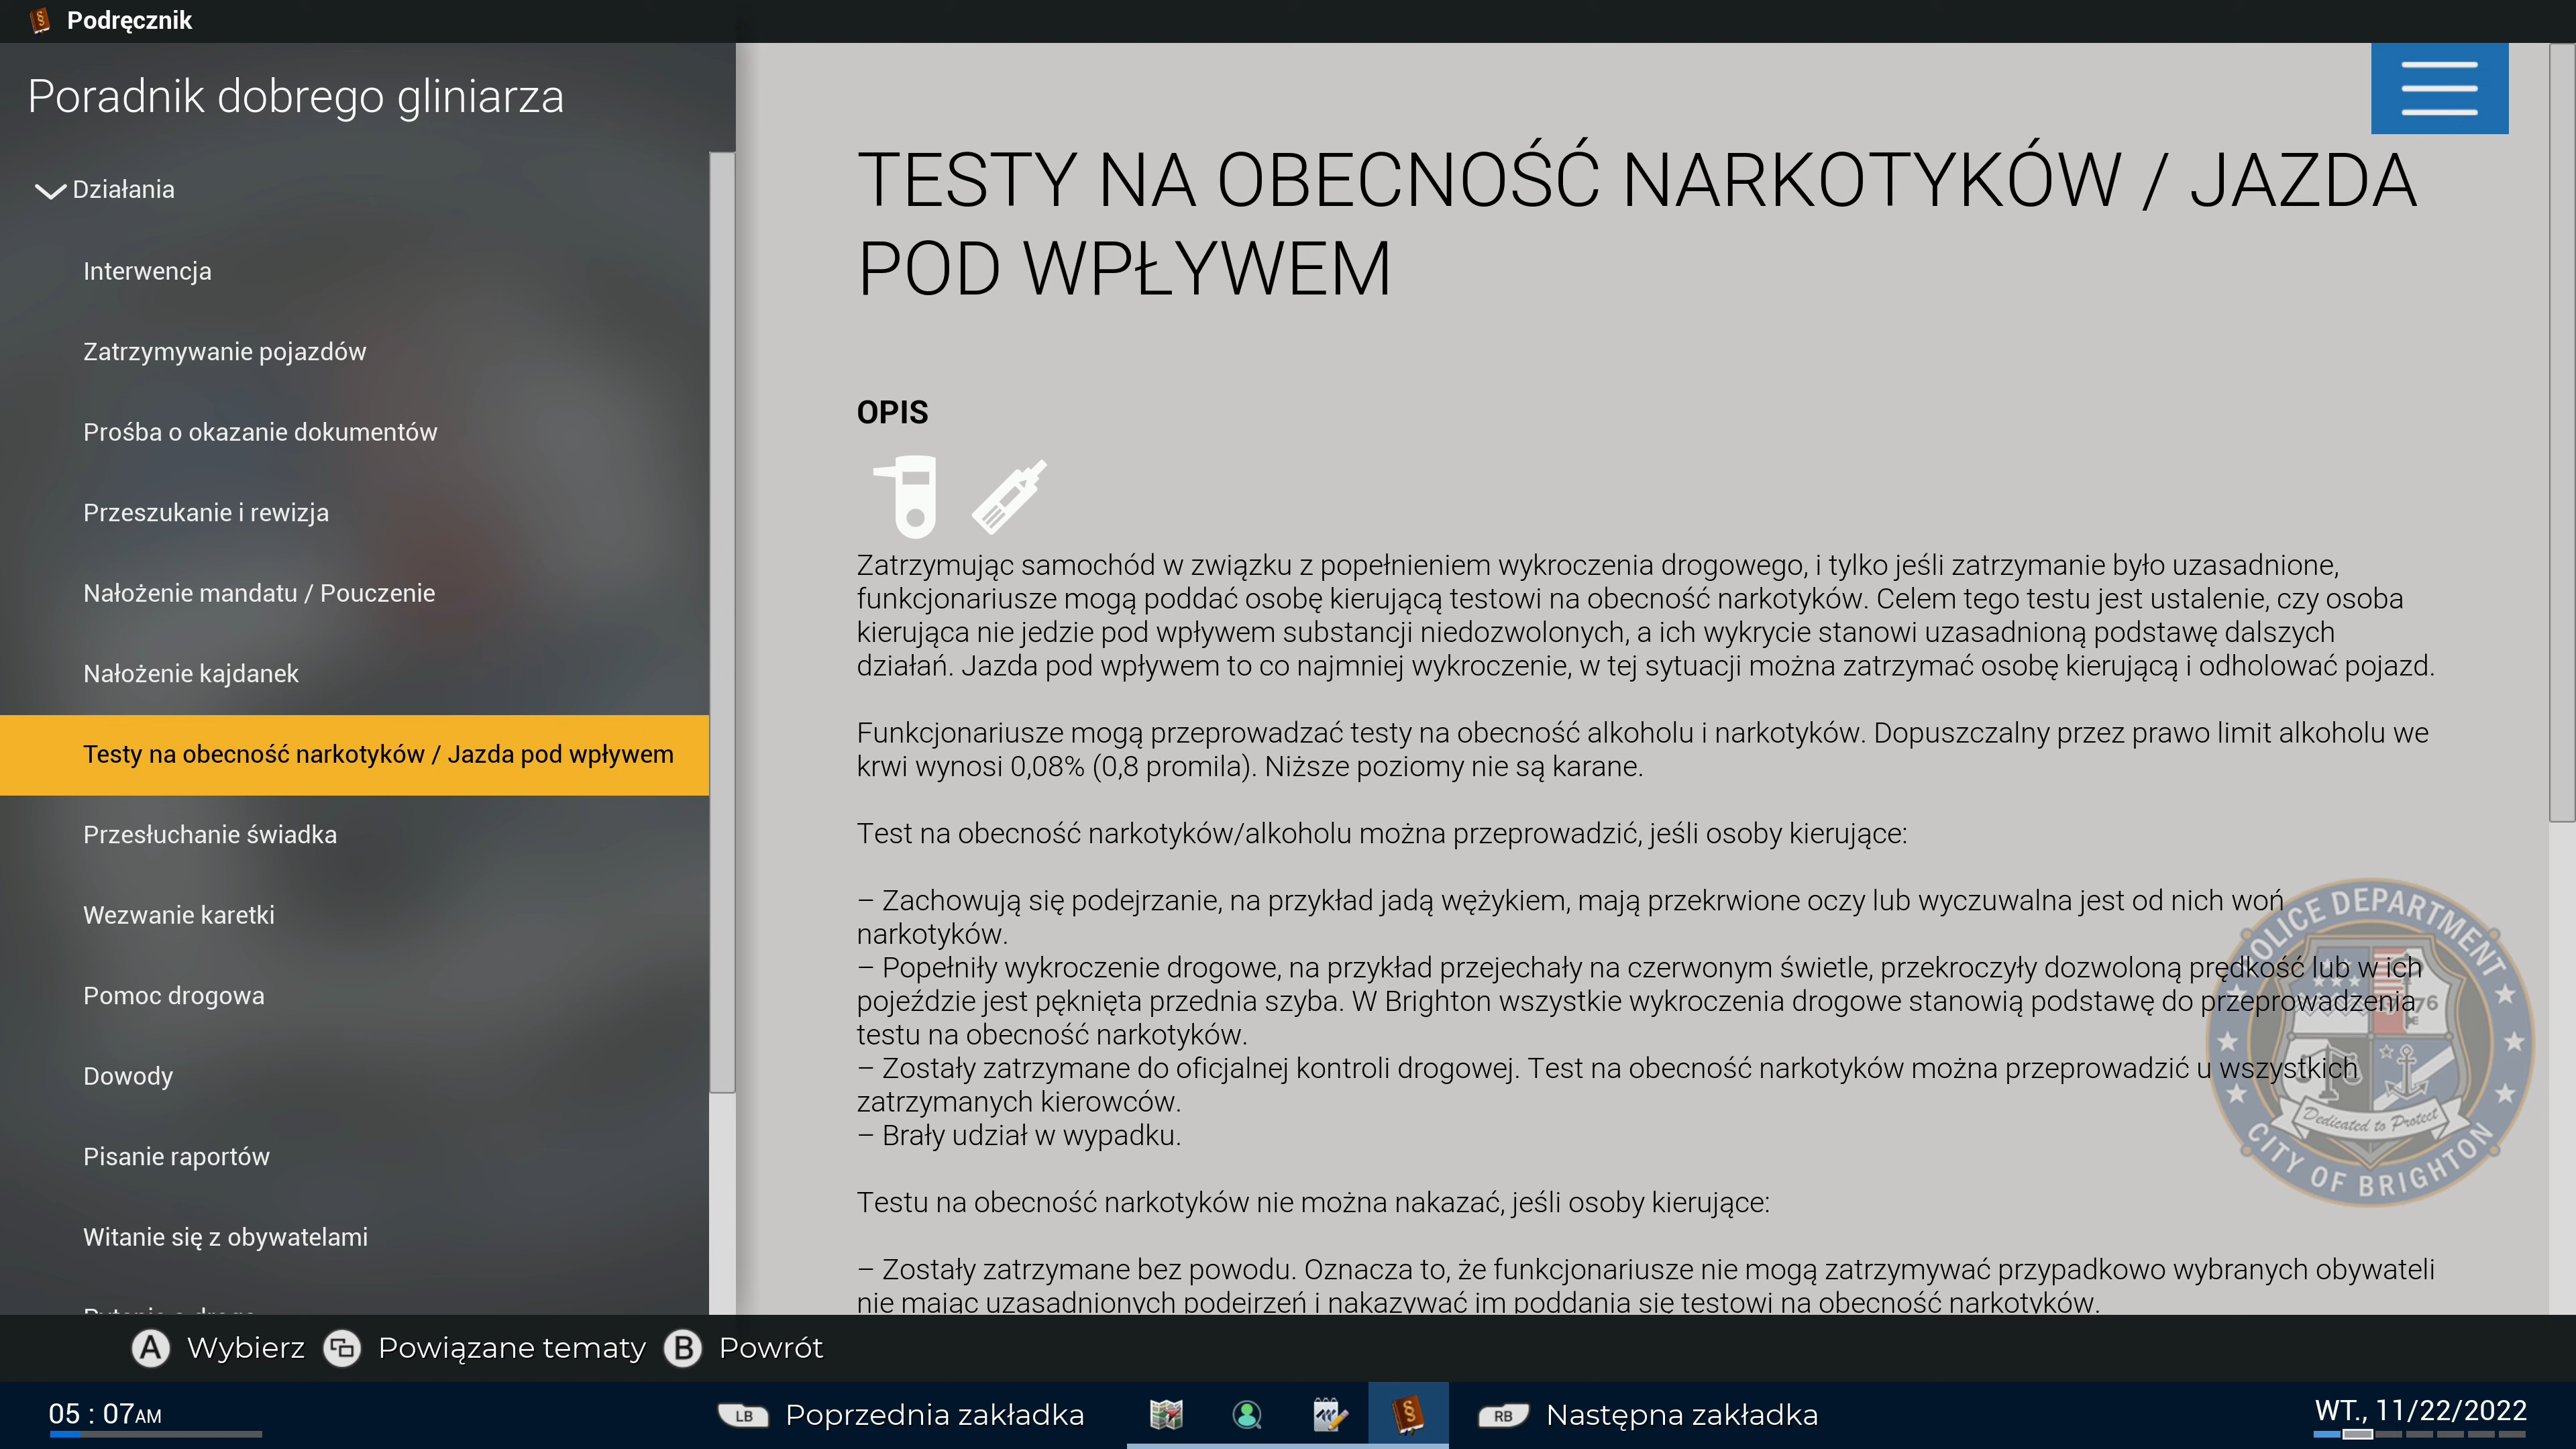 Podręcznik
Poradnik dobrego gliniarza
Działania
Interwencja
Zatrzymywanie pojazdów
Prośba o okazanie dokumentów
Przeszukanie i rewizja
Nałożenie mandatu / Pouczenie
Nałożenie kajdanek
Testy na obecność narkotyków / Jazda pod wpływem
Przesłuchanie świadka
Wezwanie karetki
Pomoc drogowa
Dowody
Pisanie raportów
Witanie się z obywatelami
TESTY NA OBECNOŚĆ NARKOTYKÓW / JAZDA
POD WPŁYWEM
OPIS
Zatrzymując samochód w związku z popełnieniem wykroczenia drogowego, i tylko jeśli zatrzymanie było uzasadnione,
funkcjonariusze mogą poddać osobę kierującą testowi na obecność narkotyków. Celem tego testu jest ustalenie, czy osoba
kierująca nie jedzie pod wpływem substancji niedozwolonych, a ich wykrycie stanowi uzasadnioną podstawę dalszych
działań. Jazda pod wpływem to co najmniej wykroczenie, w tej sytuacji można zatrzymać osobę kierującą i odholować pojazd.
Funkcjonariusze mogą przeprowadzać testy na obecność alkoholu i narkotyków. Dopuszczalny przez prawo limit alkoholu we
krwi wynosi 0,08% (0,8 promila). Niższe poziomy nie są karane.
Test na obecność narkotyków/alkoholu można przeprowadzić, jeśli osoby kierujące:
– Zachowują się podejrzanie, na przykład jadą wężykiem, mają przekrwione oczy lub wyczuwalna jest od nich woń
narkotyków.
– Popełniły wykroczenie drogowe, na przykład przejechały na czerwonym świetle, przekroczyły dozwoloną prędkość lub w ich
pojeździe jest pęknięta przednia szyba. W Brighton wszystkie wykroczenia drogowe stanowią podstawę do przeprowadzenia
testu na obecność narkotyków.
– Zostały zatrzymane do oficjalnej kontroli drogowej. Test na obecność narkotyków można przeprowadzić u wszystkich
zatrzymanych kierowców.
– Brały udział w wypadku.
Testu na obecność narkotyków nie można nakazać, jeśli osoby kierujące:
– Zostały zatrzymane bez powodu. Oznacza to, że funkcjonariusze nie mogą zatrzymywać przypadkowo wybranych obywateli
nie mając uzasadnionych podejrzeń i nakazywać im poddania się testowi na obecność narkotyków.
POLICE DEPARTMENT
Dedicated to Protect
CITY OF BRIGHTON
A Wybierz Powiązane tematy B Powrót
05 : 07AM
LB Poprzednia zakładka
RB Następna zakładka
WT., 11/22/2022